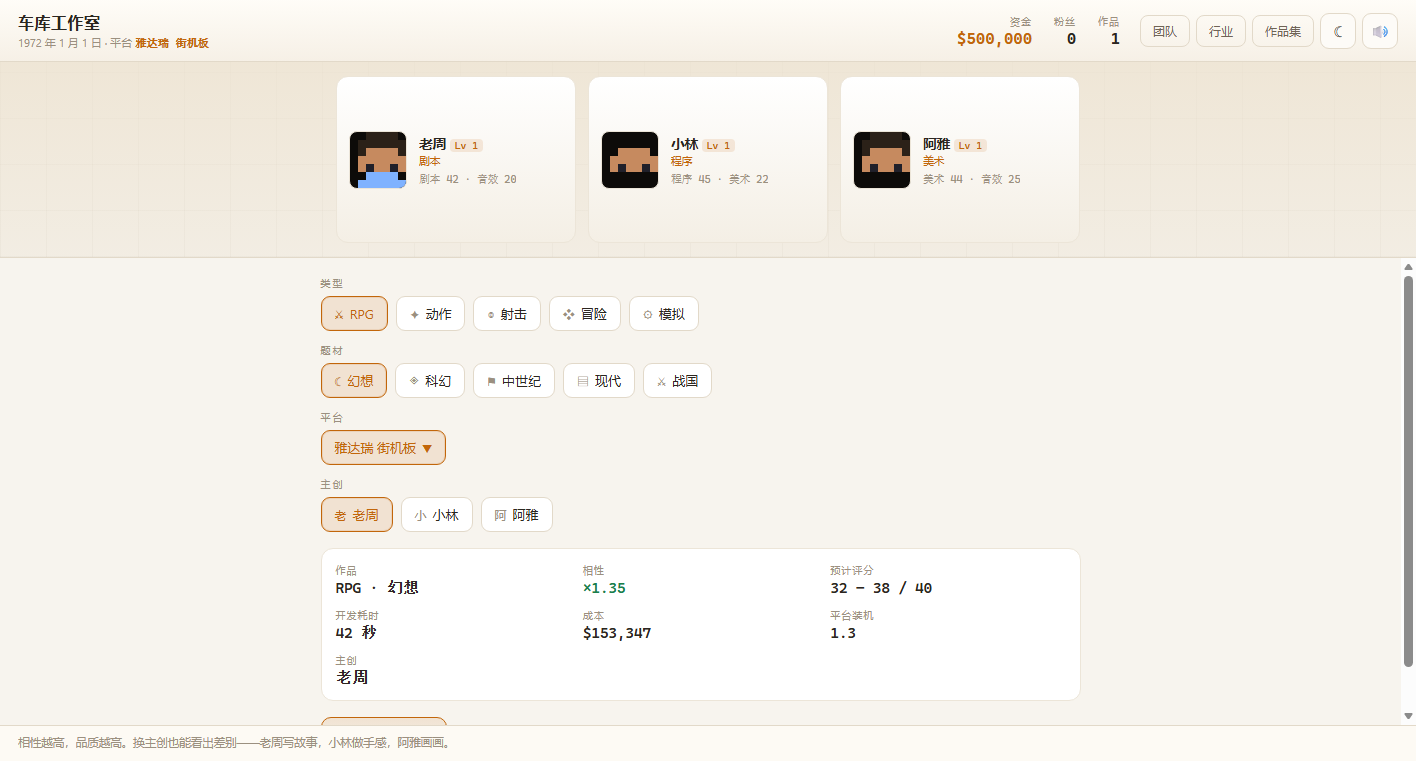 车库工作室
1972 年 1 月 1 日 · 平台 雅达瑞 街机板
资金 粉丝 作品
$500,000 0 1
团队 行业 作品集
老周 Lv 1
剧本
剧本 42 · 音效 20
小林 Lv 1
程序
程序 45 · 美术 22
阿雅 Lv 1
美术
美术 44 · 音效 25
类型
RPG 动作 射击 冒险 模拟
题材
幻想 科幻 中世纪 现代 战国
平台
雅达瑞 街机板 ▼
主创
老 老周 小 小林 阿 阿雅
作品 相性 预计评分
RPG · 幻想 ×1.35 32 – 38 / 40
开发耗时 成本 平台装机
42 秒 $153,347 1.3
主创
老周
相性越高，品质越高。换主创也能看出差别——老周写故事，小林做手感，阿雅画画。